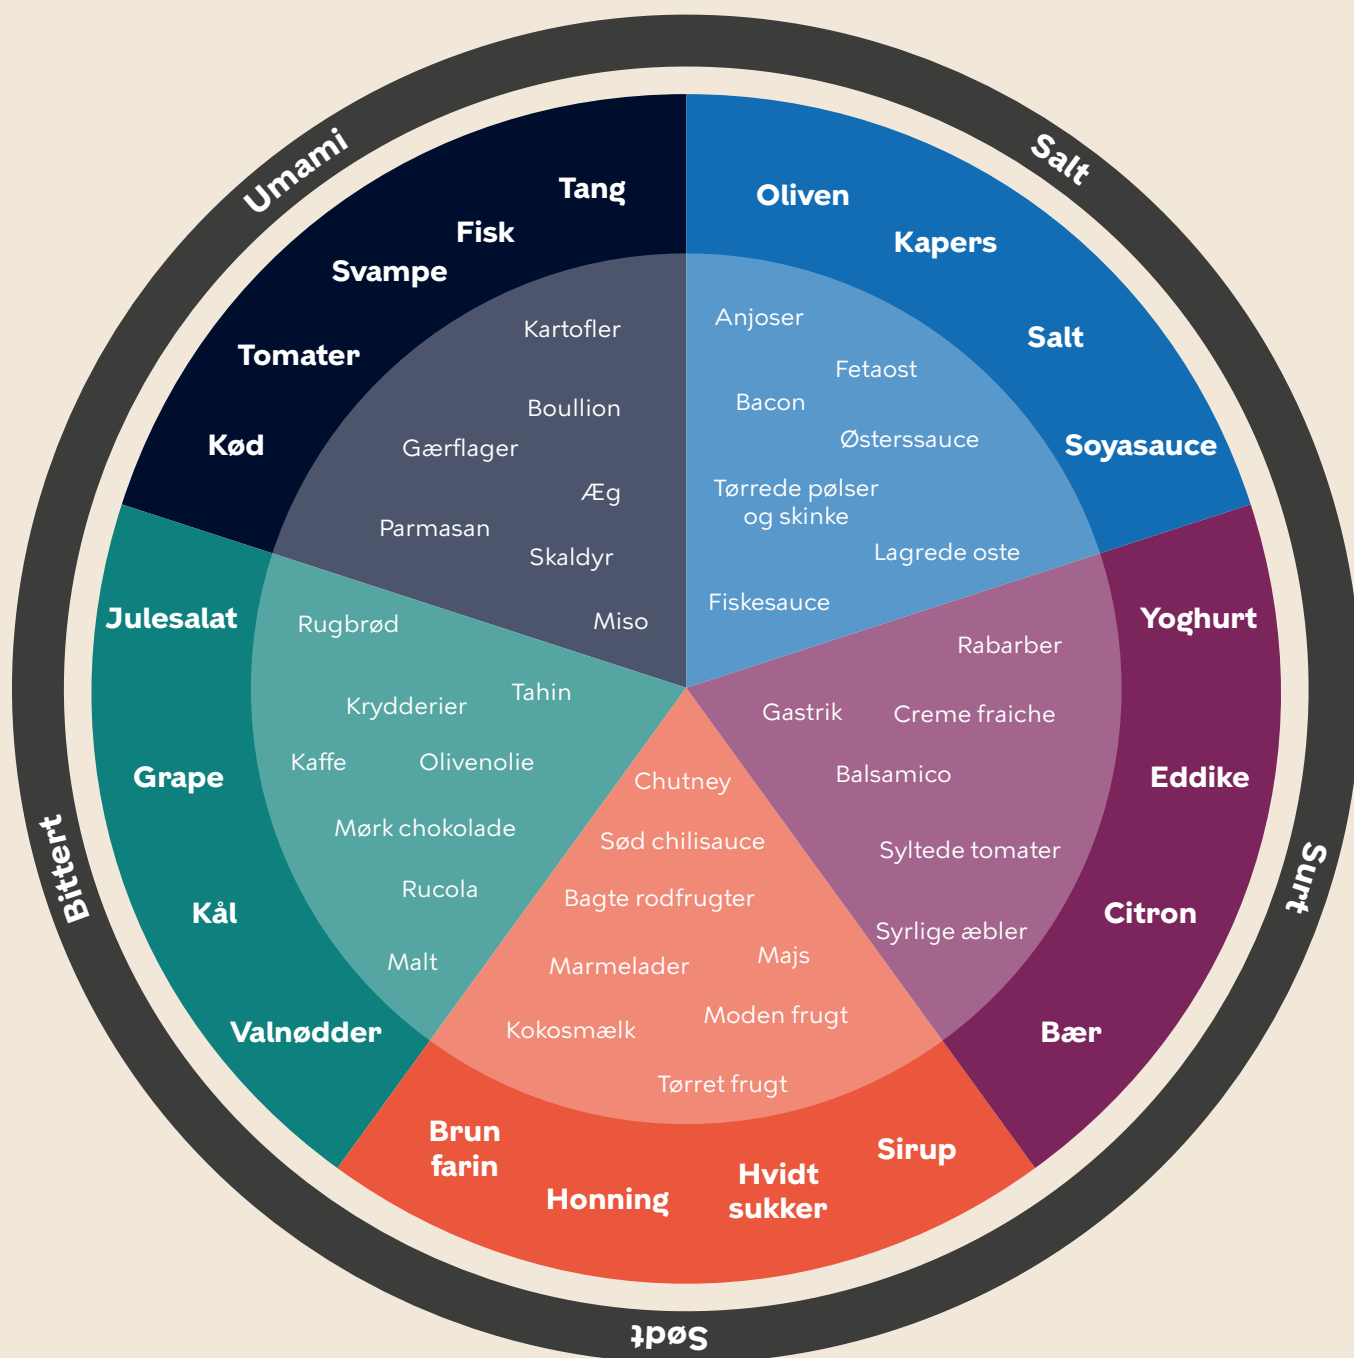 Umami
Tang
Fisk
Svampe
Tomater
Kød
Kartofler
Boullion
Gærflager
Æg
Parmasan
Skaldyr
Miso
Salt
Oliven
Kapers
Salt
Soyasauce
Anjoser
Fetaost
Bacon
Østerssauce
Tørrede pølser
og skinke
Lagrede oste
Fiskesauce
Surt
Yoghurt
Eddike
Citron
Bær
Rabarber
Gastrik
Creme fraiche
Balsamico
Syltede tomater
Syrlige æbler
Sødt
Chutney
Sød chilisauce
Bagte rodfrugter
Majs
Marmelader
Moden frugt
Kokosmælk
Tørret frugt
Brun
farin
Honning
Hvidt
sukker
Sirup
Bittert
Julesalat
Grape
Kål
Valnødder
Rugbrød
Tahin
Krydderier
Kaffe
Olivenolie
Mørk chokolade
Rucola
Malt